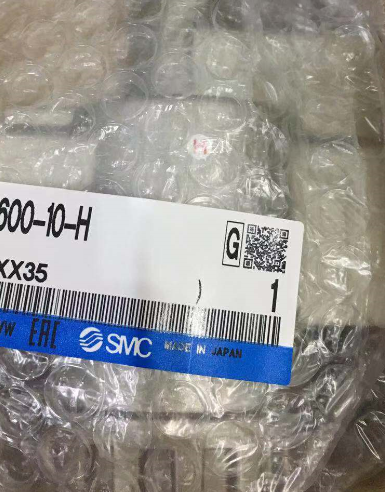 600-10-H
G
XX35
1
EAC SMC MADE IN JAPAN